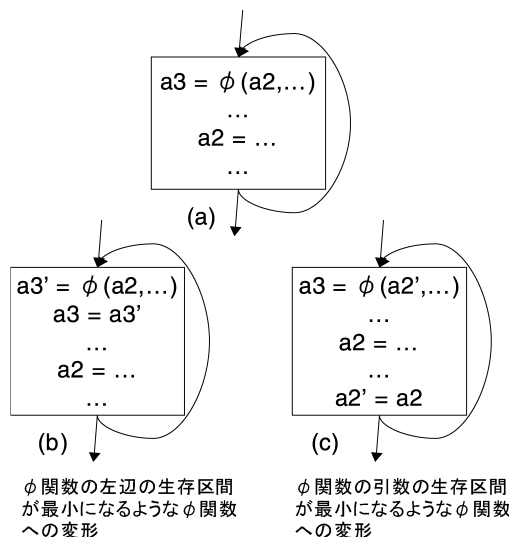 a3 = φ(a2,…)
…
a2 = …
…
(a)
a3' = φ(a2,…)
a3 = a3'
…
a2 = …
…
(b)
φ関数の左辺の生存区間
が最小になるようなφ関数
への変形
a3 = φ(a2',…)
…
a2 = …
…
a2' = a2
(c)
φ関数の引数の生存区間
が最小になるようなφ関数
への変形